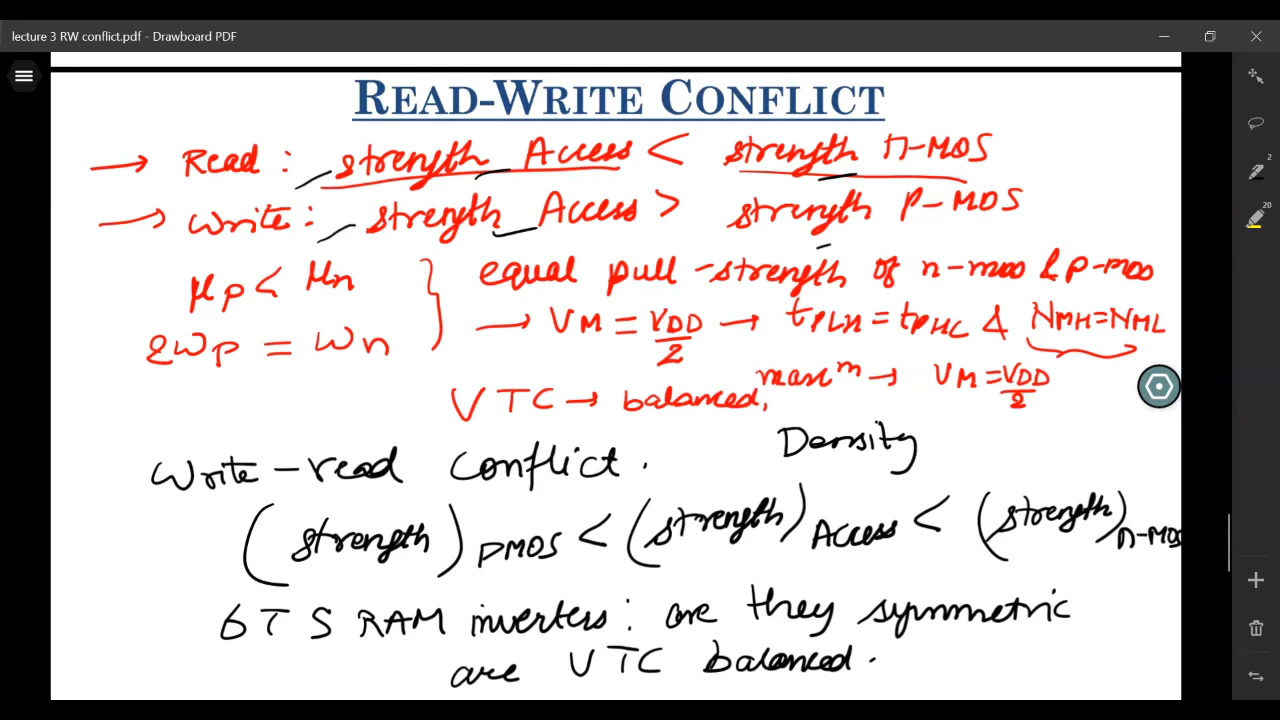 lecture 3 RW conflict.pdf - Drawboard PDF
READ-WRITE CONFLICT
→ Read : strength Access < strength n-MOS
→ Write : strength Access > strength P-MOS
μp < μn } equal pull-strength of n-mos & p-mos
2Wp = Wn → VM = VDD/2 → tPLH = tPHL & NMH = NML
VTC → balanced, maxm → VM = VDD/2
Write-read conflict. Density
(strength)PMOS < (strength)Access < (strength)n-MOS
6T SRAM inverters : are they symmetric
are VTC balanced.
2
20